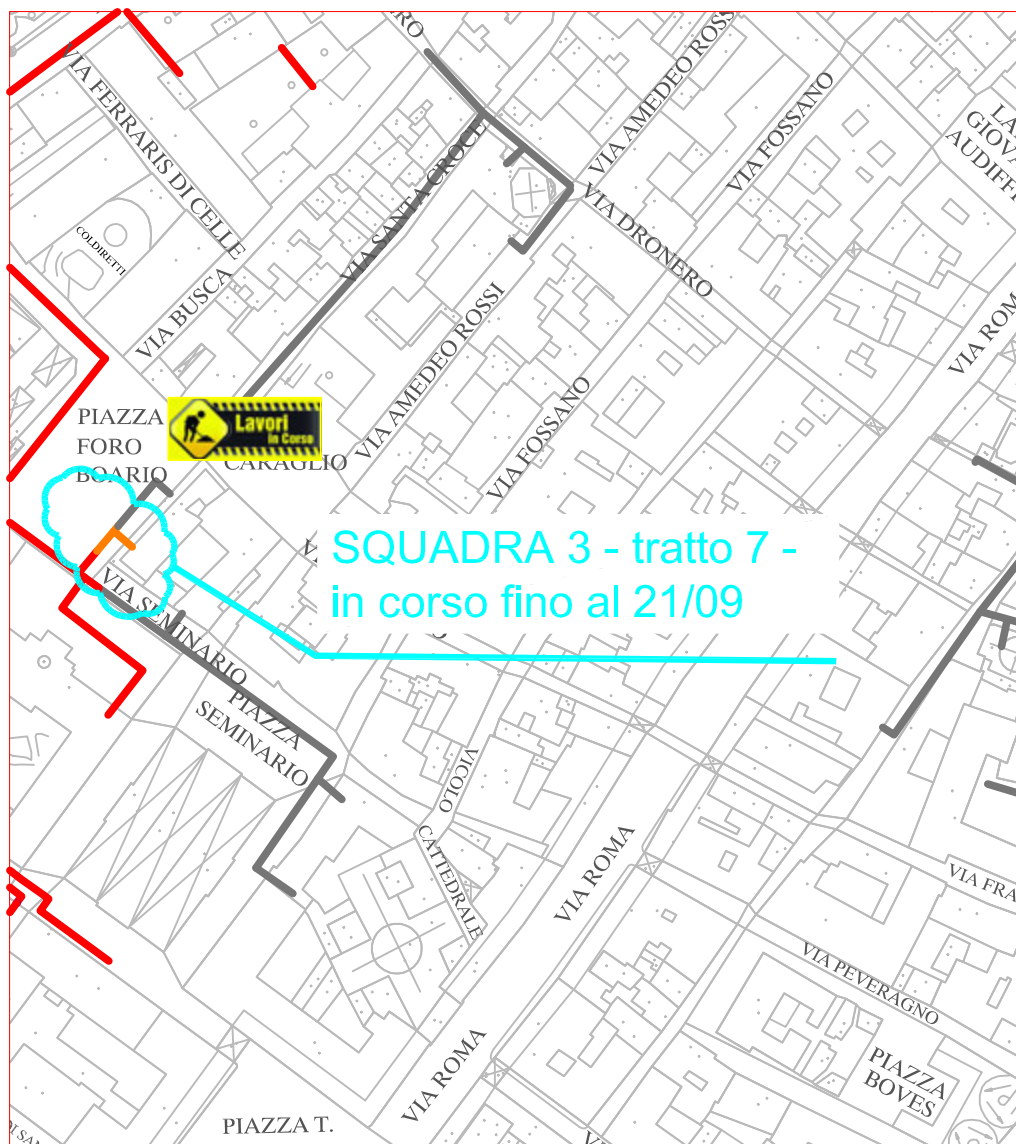 VIA FERRARIS DI CELLE
COLDIRETTI
VIA BUSCA
VIA SANTA CROCE
VIA AMEDEO ROSSI
VIA FOSSANO
VIA DRONERO
VIA AMEDEO ROSSI
VIA FOSSANO
PIAZZA
FORO
BOARIO
Lavori
in Corso
CARAGLIO
SQUADRA 3 - tratto 7 -
in corso fino al 21/09
VIA SEMINARIO
PIAZZA
SEMINARIO
VICOLO
CATTEDRALE
VIA ROMA
VIA ROMA
VIA PEVERAGNO
PIAZZA
BOVES
PIAZZA T.